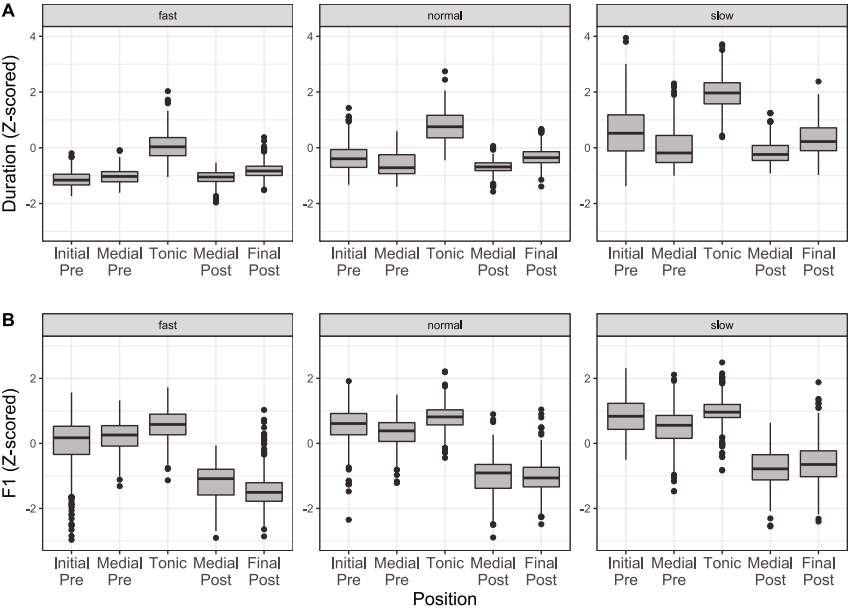 A
fast
normal
slow
Duration (Z-scored)
4
2
0
-2
4
2
0
-2
4
2
0
-2
Initial Pre
Medial Pre
Tonic
Medial Post
Final Post
Initial Pre
Medial Pre
Tonic
Medial Post
Final Post
Initial Pre
Medial Pre
Tonic
Medial Post
Final Post
B
fast
normal
slow
F1 (Z-scored)
2
0
-2
2
0
-2
2
0
-2
Initial Pre
Medial Pre
Tonic
Medial Post
Final Post
Initial Pre
Medial Pre
Tonic
Medial Post
Final Post
Initial Pre
Medial Pre
Tonic
Medial Post
Final Post
Position